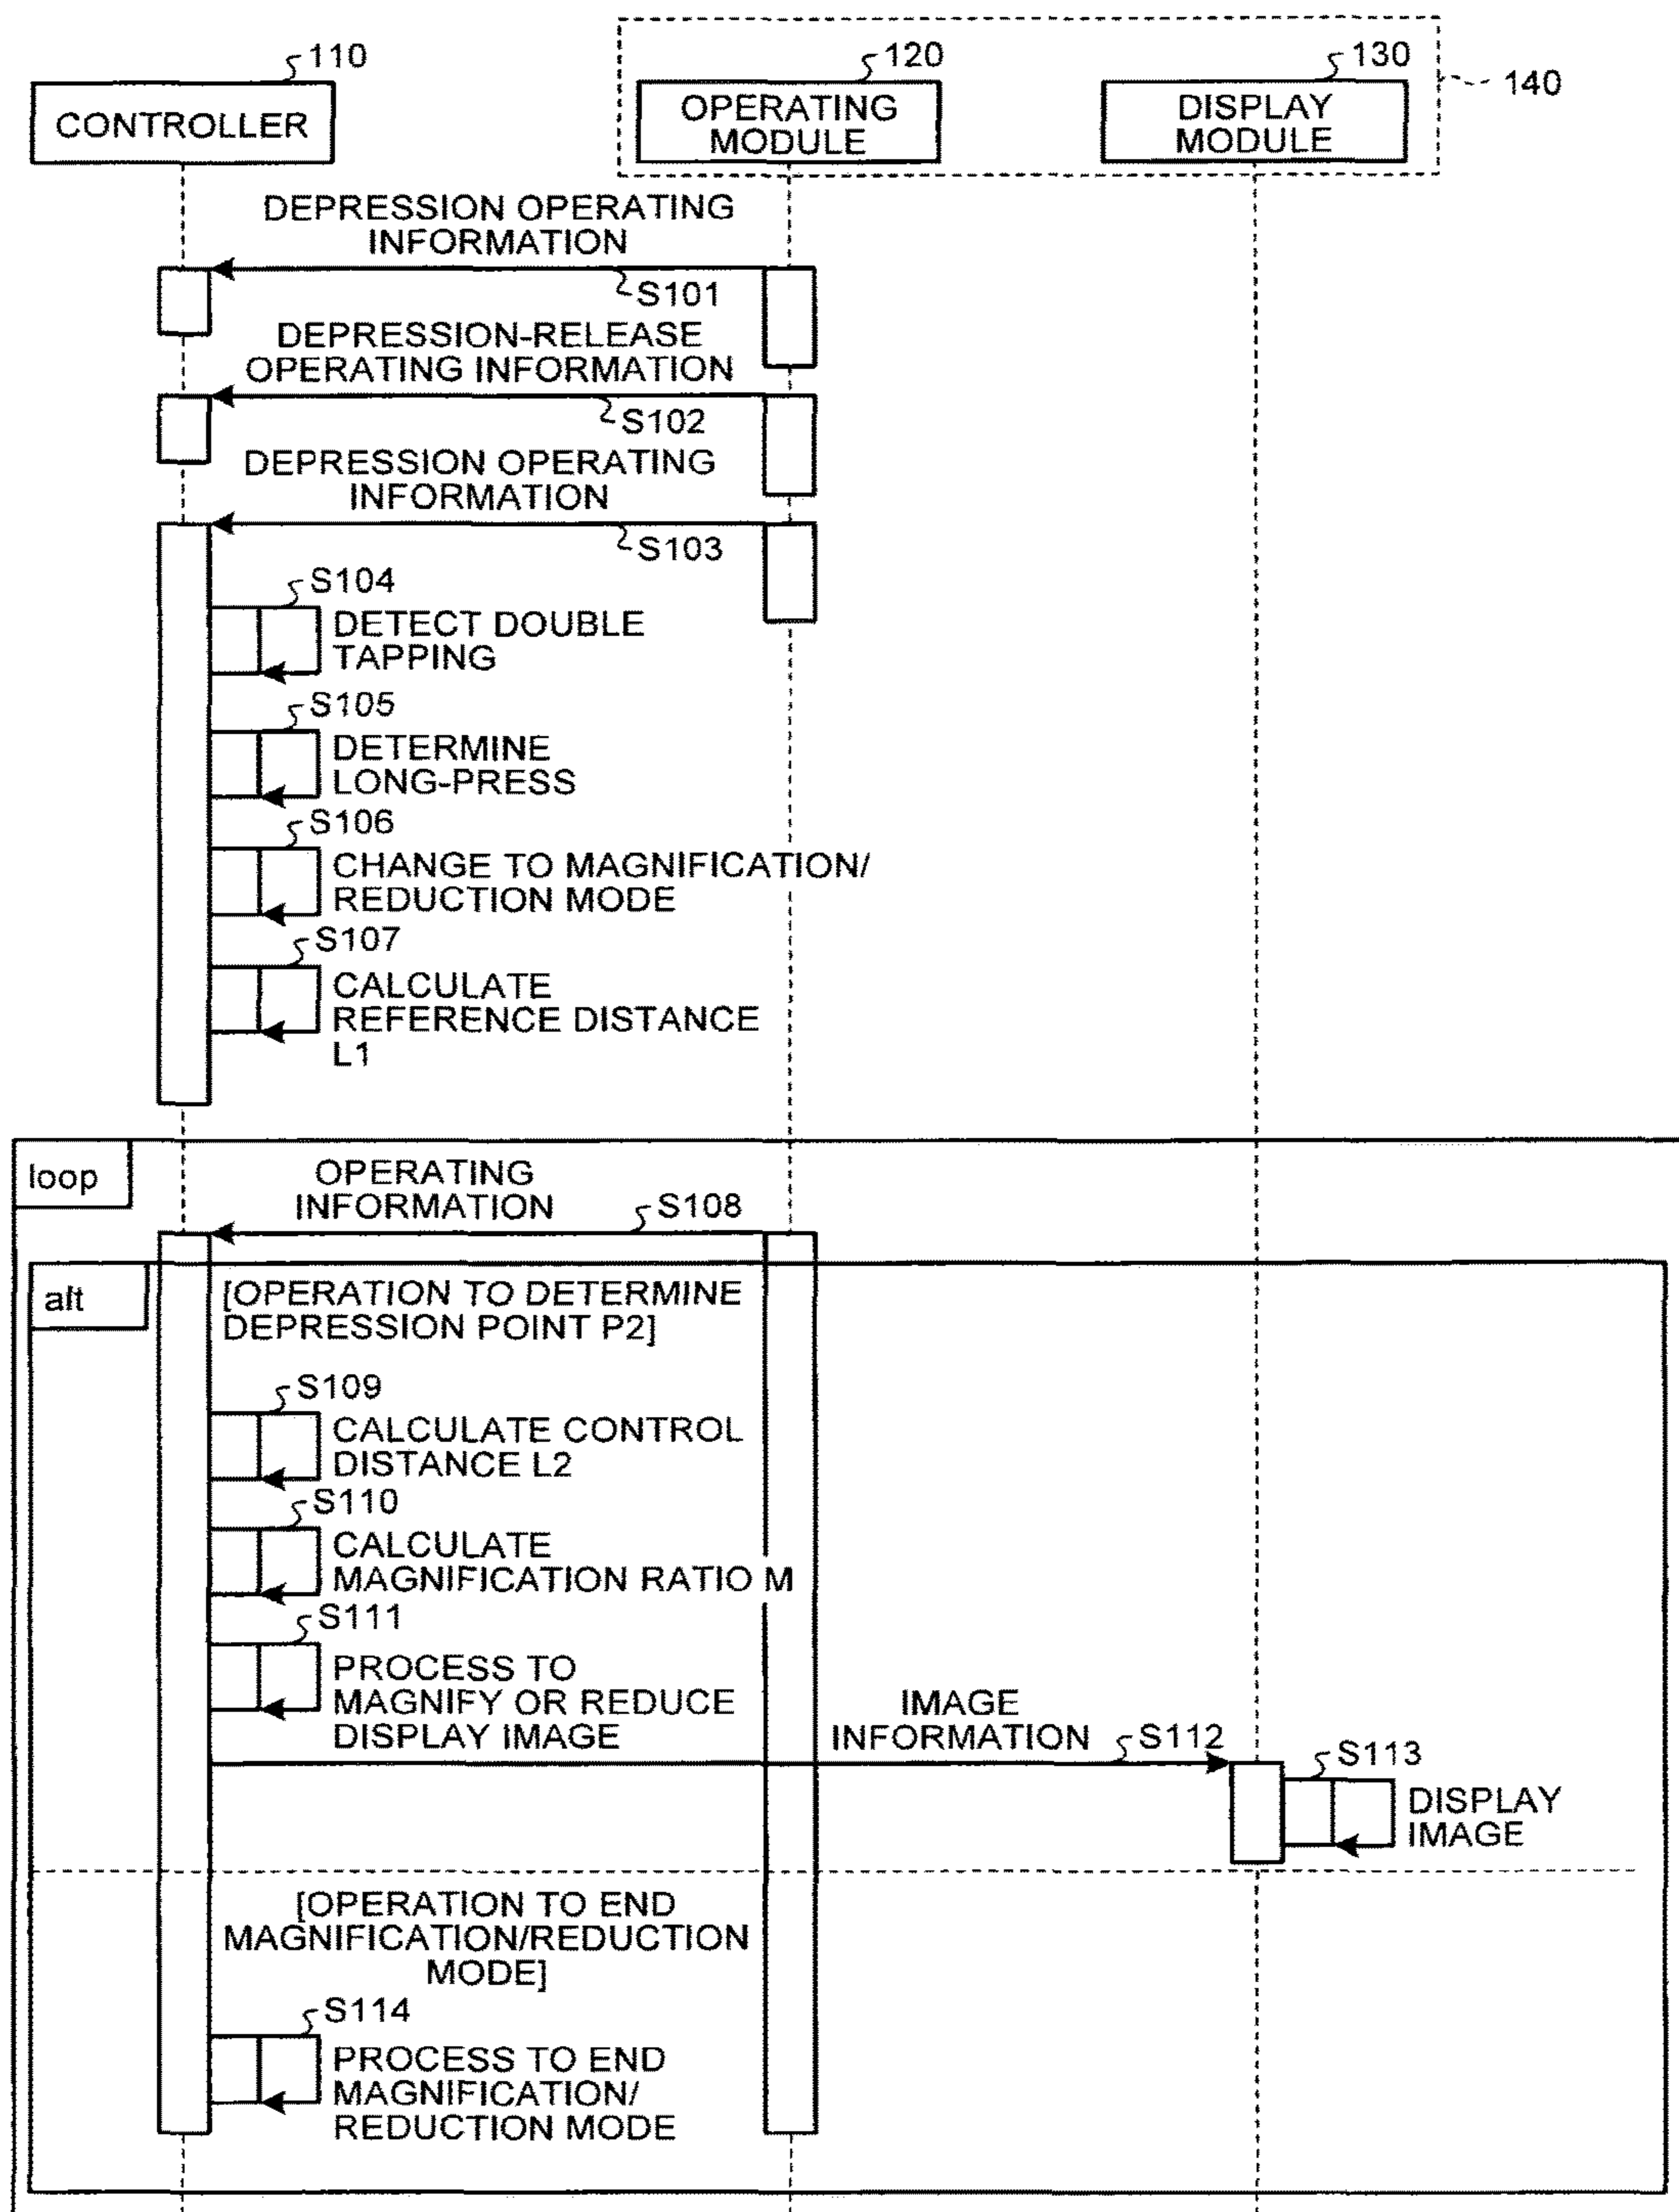 110
120
130
140
CONTROLLER
OPERATING
MODULE
DISPLAY
MODULE
DEPRESSION OPERATING
INFORMATION
S101
DEPRESSION-RELEASE
OPERATING INFORMATION
S102
DEPRESSION OPERATING
INFORMATION
S103
S104
DETECT DOUBLE
TAPPING
S105
DETERMINE
LONG-PRESS
S106
CHANGE TO MAGNIFICATION/
REDUCTION MODE
S107
CALCULATE
REFERENCE DISTANCE
L1
loop
OPERATING
INFORMATION
S108
alt
[OPERATION TO DETERMINE
DEPRESSION POINT P2]
S109
CALCULATE CONTROL
DISTANCE L2
S110
CALCULATE
MAGNIFICATION RATIO M
S111
PROCESS TO
MAGNIFY OR REDUCE
DISPLAY IMAGE
IMAGE
INFORMATION
S112
S113
DISPLAY
IMAGE
[OPERATION TO END
MAGNIFICATION/REDUCTION
MODE]
S114
PROCESS TO END
MAGNIFICATION/
REDUCTION MODE